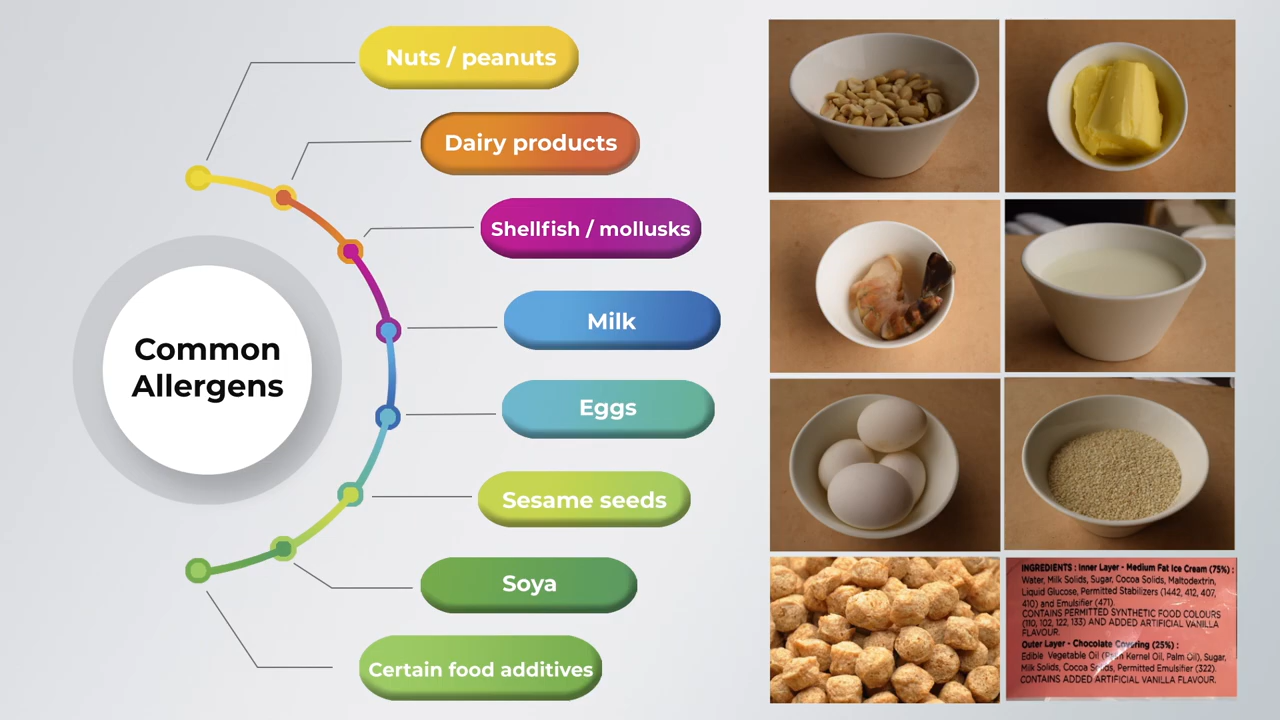 Nuts / peanuts
Dairy products
Shellfish / mollusks
Common
Allergens
Milk
Eggs
Sesame seeds
Soya
Certain food additives
INGREDIENTS : Inner Layer - Medium Fat Ice Cream (75%) :
Water, Milk Solids, Sugar, Cocoa Solids, Maltodextrin,
Liquid Glucose, Permitted Stabilizers (1442, 412, 407,
410) and Emulsifier (471).
CONTAINS PERMITTED SYNTHETIC FOOD COLOURS
(110, 102, 122, 133) AND ADDED ARTIFICIAL VANILLA
FLAVOUR.
Outer Layer - Chocolate Covering (25%) :
Edible Vegetable Oil (Palm Kernel Oil, Palm Oil), Sugar,
Milk Solids, Cocoa Solids, Permitted Emulsifier (322).
CONTAINS ADDED ARTIFICIAL VANILLA FLAVOUR.